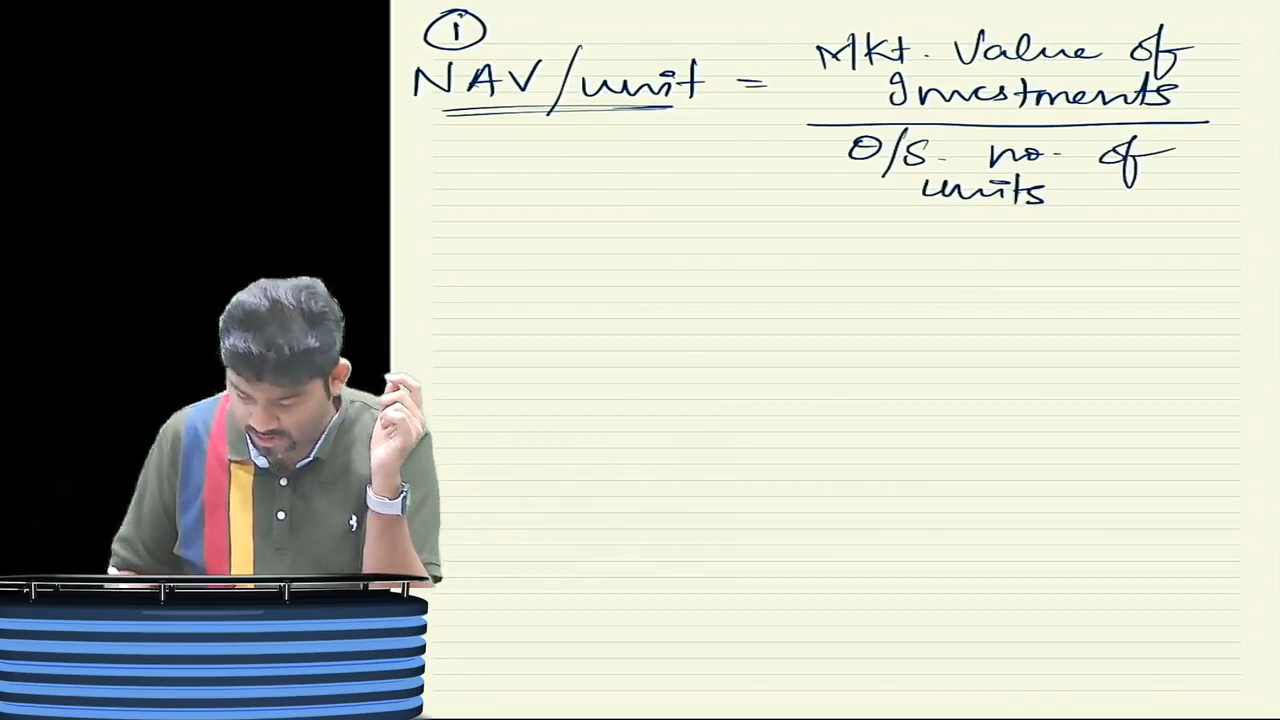 ①
NAV/unit = Mkt. Value of
Investments
O/S. no. of
units